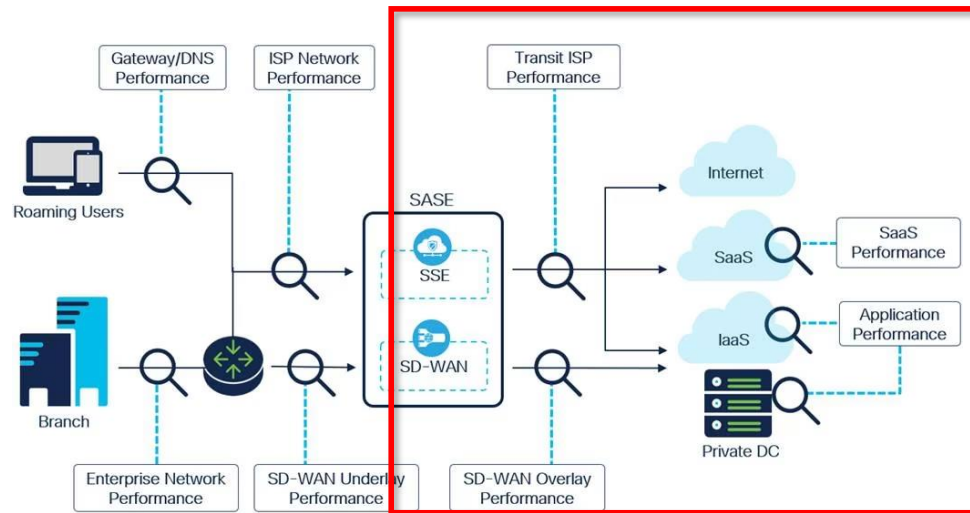 Gateway/DNS
Performance
ISP Network
Performance
Transit ISP
Performance
Roaming Users
SASE
SSE
SD-WAN
Internet
SaaS
SaaS
Performance
IaaS
Application
Performance
Branch
Private DC
Enterprise Network
Performance
SD-WAN Underlay
Performance
SD-WAN Overlay
Performance